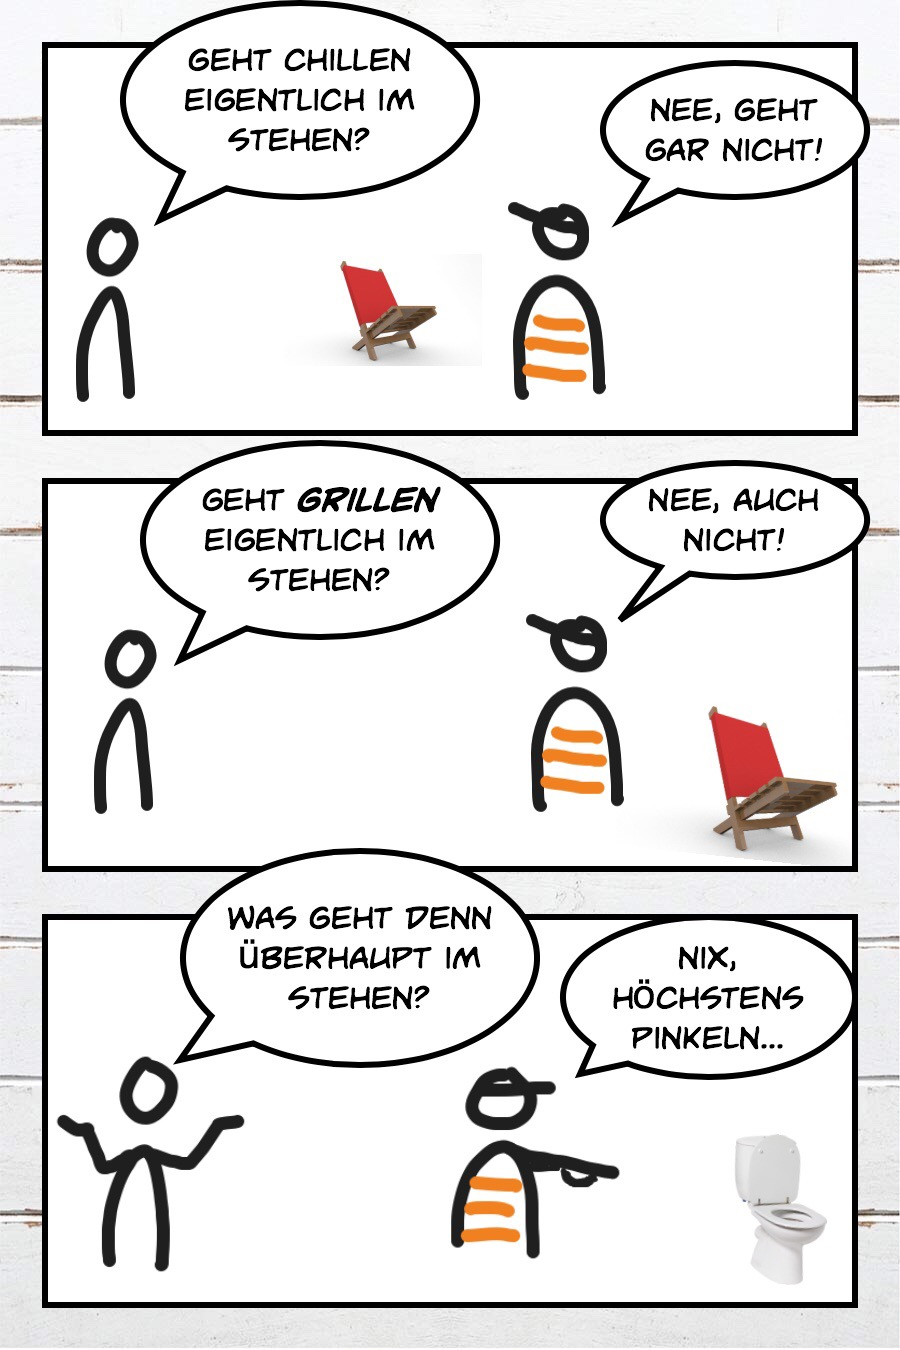 GEHT CHILLEN
EIGENTLICH IM
STEHEN?
NEE, GEHT
GAR NICHT!
GEHT GRILLEN
EIGENTLICH IM
STEHEN?
NEE, AUCH
NICHT!
WAS GEHT DENN
ÜBERHAUPT IM
STEHEN?
NIX,
HÖCHSTENS
PINKELN...